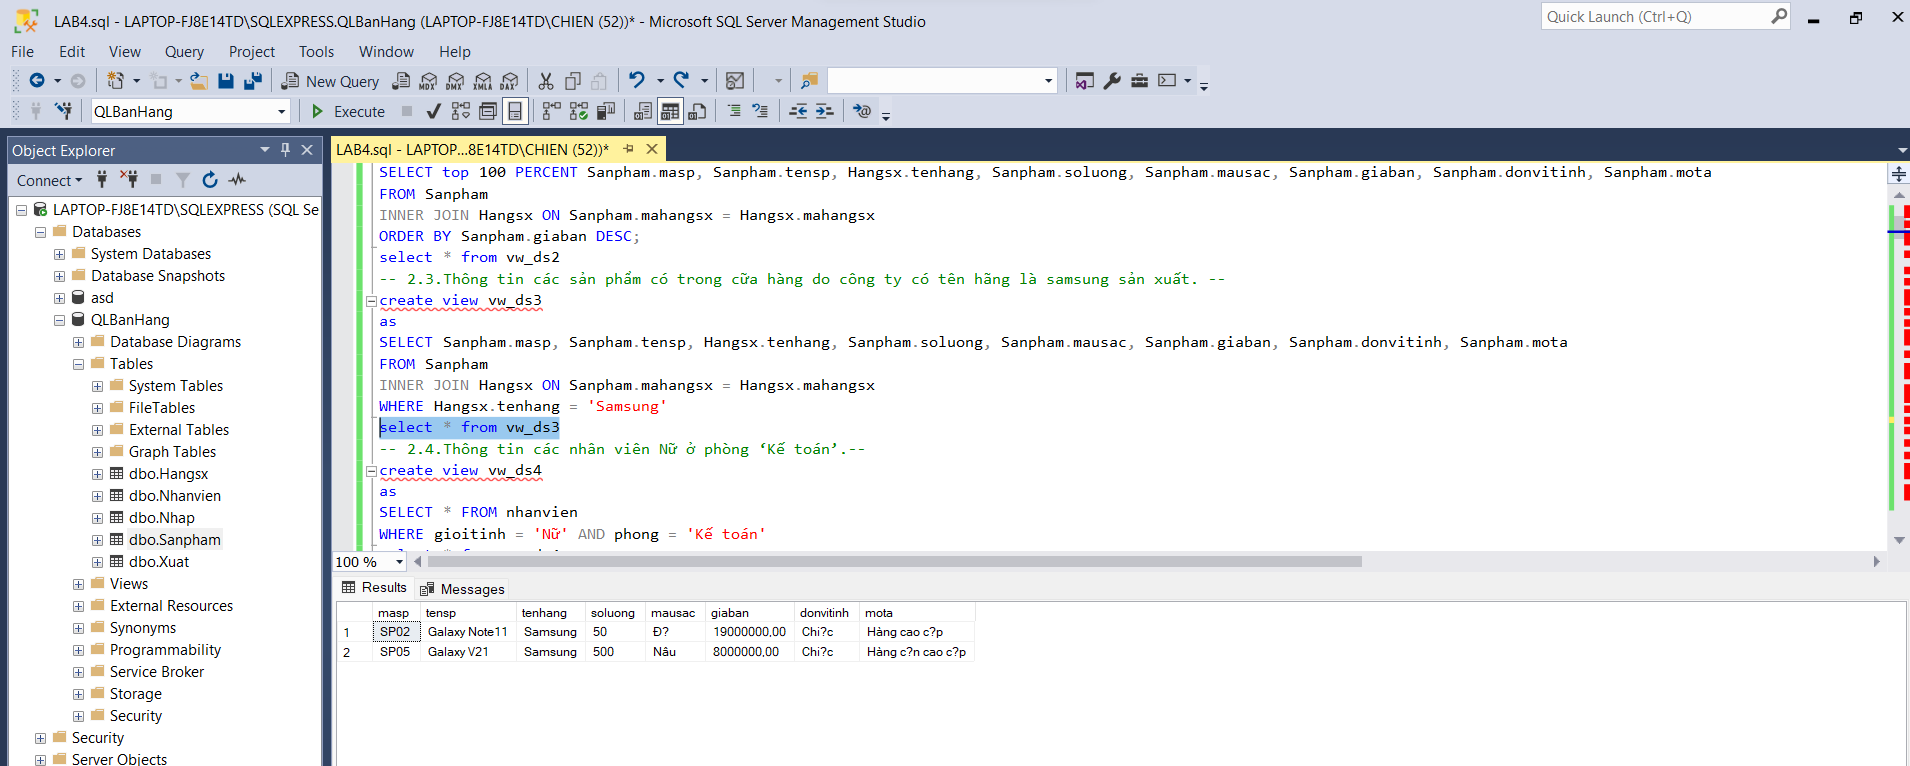 LAB4.sql - LAPTOP-FJ8E14TD\SQLEXPRESS.QLBanHang (LAPTOP-FJ8E14TD\CHIEN (52))* - Microsoft SQL Server Management Studio
Quick Launch (Ctrl+Q)
File Edit View Query Project Tools Window Help
New Query MDX DMX XMLA DAX
QLBanHang Execute
Object Explorer
Connect
LAPTOP-FJ8E14TD\SQLEXPRESS (SQL Se
Databases
System Databases
Database Snapshots
asd
QLBanHang
Database Diagrams
Tables
System Tables
FileTables
External Tables
Graph Tables
dbo.Hangsx
dbo.Nhanvien
dbo.Nhap
dbo.Sanpham
dbo.Xuat
Views
External Resources
Synonyms
Programmability
Service Broker
Storage
Security
Security
Server Objects
LAB4.sql - LAPTOP...8E14TD\CHIEN (52))*
SELECT top 100 PERCENT Sanpham.masp, Sanpham.tensp, Hangsx.tenhang, Sanpham.soluong, Sanpham.mausac, Sanpham.giaban, Sanpham.donvitinh, Sanpham.mota
FROM Sanpham
INNER JOIN Hangsx ON Sanpham.mahangsx = Hangsx.mahangsx
ORDER BY Sanpham.giaban DESC;
select * from vw_ds2
-- 2.3.Thông tin các sản phẩm có trong cữa hàng do công ty có tên hãng là samsung sản xuất. --
create view vw_ds3
as
SELECT Sanpham.masp, Sanpham.tensp, Hangsx.tenhang, Sanpham.soluong, Sanpham.mausac, Sanpham.giaban, Sanpham.donvitinh, Sanpham.mota
FROM Sanpham
INNER JOIN Hangsx ON Sanpham.mahangsx = Hangsx.mahangsx
WHERE Hangsx.tenhang = 'Samsung'
select * from vw_ds3
-- 2.4.Thông tin các nhân viên Nữ ở phòng ‘Kế toán’.--
create view vw_ds4
as
SELECT * FROM nhanvien
WHERE gioitinh = 'Nữ' AND phong = 'Kế toán'
100 %
Results Messages
masp tensp tenhang soluong mausac giaban donvitinh mota
1 SP02 Galaxy Note11 Samsung 50 Đ? 19000000,00 Chi?c Hàng cao c?p
2 SP05 Galaxy V21 Samsung 500 Nâu 8000000,00 Chi?c Hàng c?n cao c?p